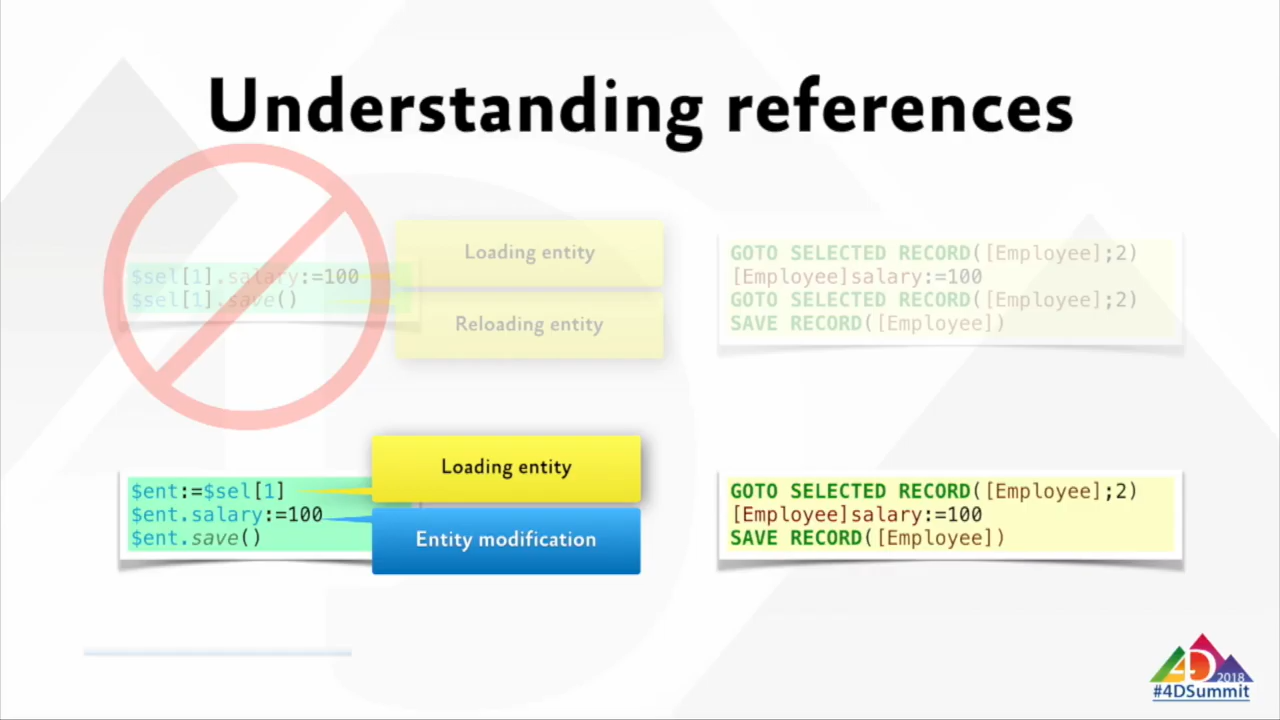 Understanding references
$sel[1].salary:=100
$sel[1].save()
Loading entity
Reloading entity
GOTO SELECTED RECORD([Employee];2)
[Employee]salary:=100
GOTO SELECTED RECORD([Employee];2)
SAVE RECORD([Employee])
$ent:=$sel[1]
$ent.salary:=100
$ent.save()
Loading entity
Entity modification
GOTO SELECTED RECORD([Employee];2)
[Employee]salary:=100
SAVE RECORD([Employee])
4D
2018
#4DSummit